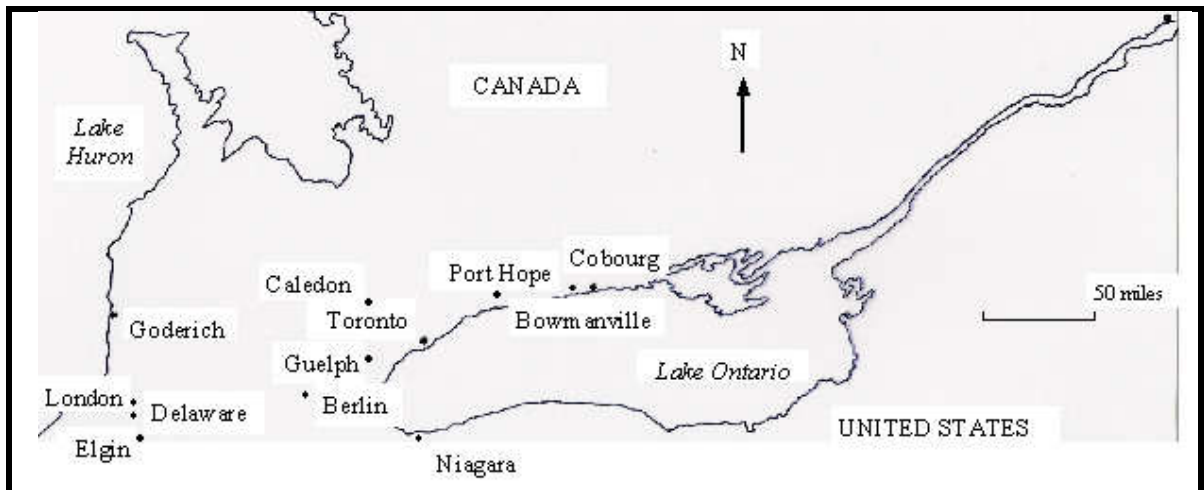 N
CANADA
Lake
Huron
Cobourg
Port Hope
Caledon
50 miles
Toronto
Bowmanville
Goderich
Guelph
Lake Ontario
London
Berlin
Delaware
UNITED STATES
Elgin
Niagara